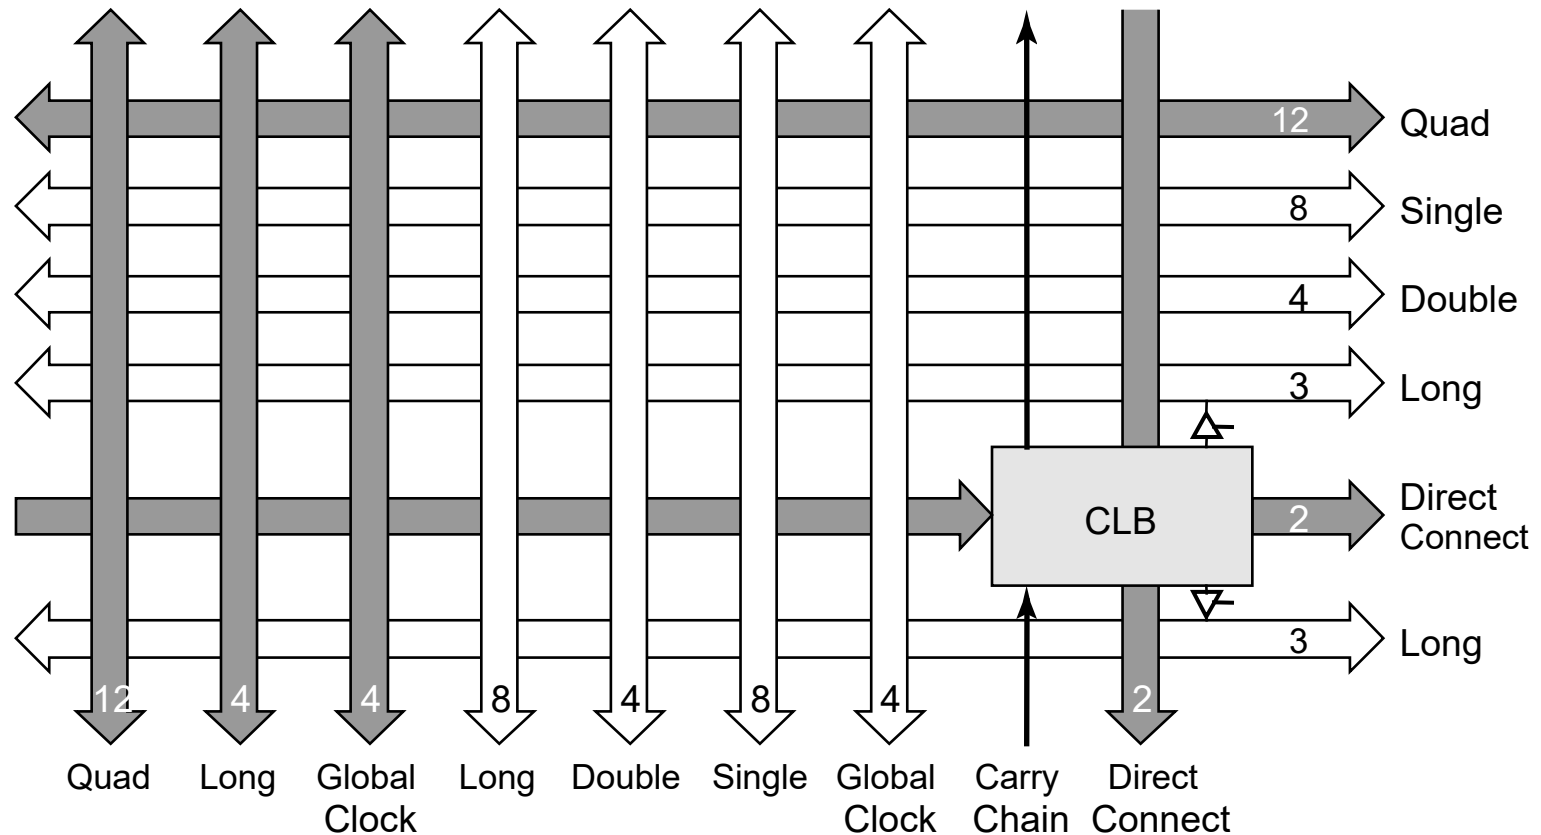 12
Quad
8
Single
4
Double
3
Long
CLB
2
Direct
Connect
3
Long
12 4 4 8 4 8 4 2
Quad Long Global Long Double Single Global Carry Direct
Clock Clock Chain Connect